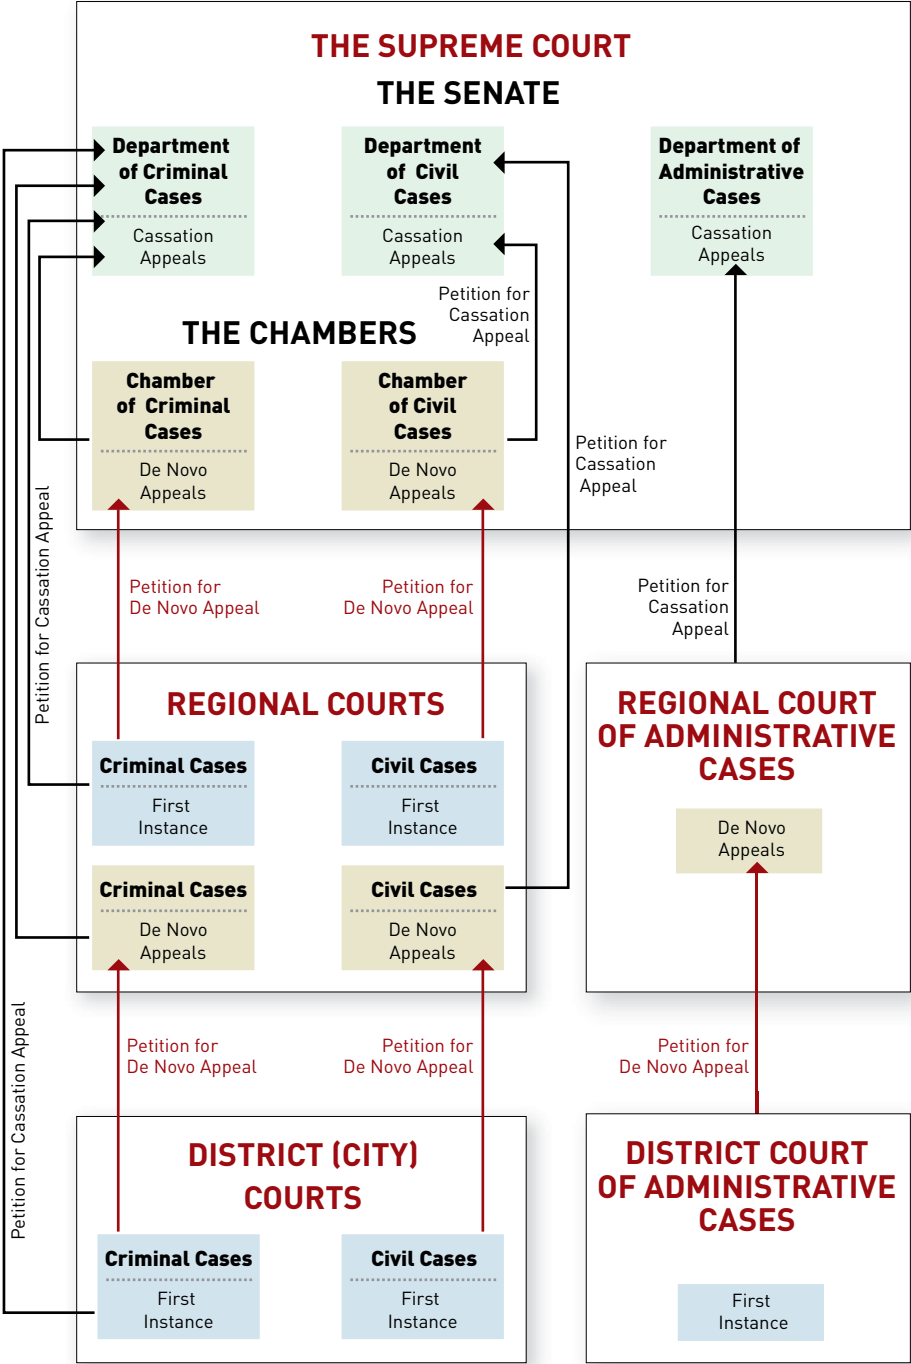 THE SUPREME COURT
THE SENATE
Department
of Criminal
Cases
Cassation
Appeals
Department
of Civil
Cases
Cassation
Appeals
Department of
Administrative
Cases
Cassation
Appeals
Petition for
Cassation
Appeal
THE CHAMBERS
Chamber
of Criminal
Cases
De Novo
Appeals
Chamber
of Civil
Cases
De Novo
Appeals
Petition for
Cassation
Appeal
Petition for Cassation Appeal
Petition for
De Novo Appeal
Petition for
De Novo Appeal
Petition for
Cassation
Appeal
REGIONAL COURTS
Criminal Cases
First
Instance
Civil Cases
First
Instance
Criminal Cases
De Novo
Appeals
Civil Cases
De Novo
Appeals
REGIONAL COURT
OF ADMINISTRATIVE
CASES
De Novo
Appeals
Petition for Cassation Appeal
Petition for
De Novo Appeal
Petition for
De Novo Appeal
Petition for
De Novo Appeal
DISTRICT (CITY)
COURTS
Criminal Cases
First
Instance
Civil Cases
First
Instance
DISTRICT COURT
OF ADMINISTRATIVE
CASES
First
Instance